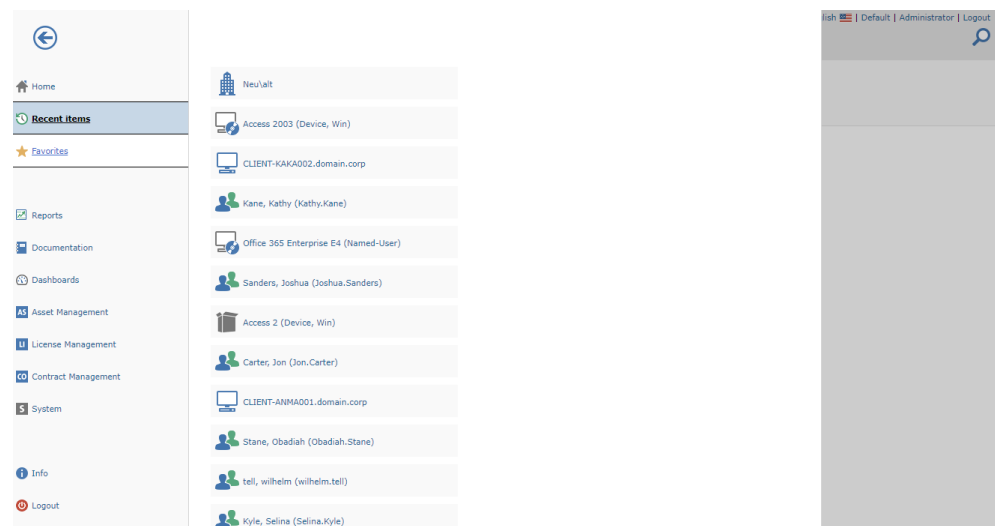 lish | Default | Administrator | Logout
Home
Recent items
Favorites
Reports
Documentation
Dashboards
AS Asset Management
LI License Management
CO Contract Management
S System
Info
Logout
Neu\alt
Access 2003 (Device, Win)
CLIENT-KAKA002.domain.corp
Kane, Kathy (Kathy.Kane)
Office 365 Enterprise E4 (Named-User)
Sanders, Joshua (Joshua.Sanders)
Access 2 (Device, Win)
Carter, Jon (Jon.Carter)
CLIENT-ANMA001.domain.corp
Stane, Obadiah (Obadiah.Stane)
tell, wilhelm (wilhelm.tell)
Kyle, Selina (Selina.Kyle)